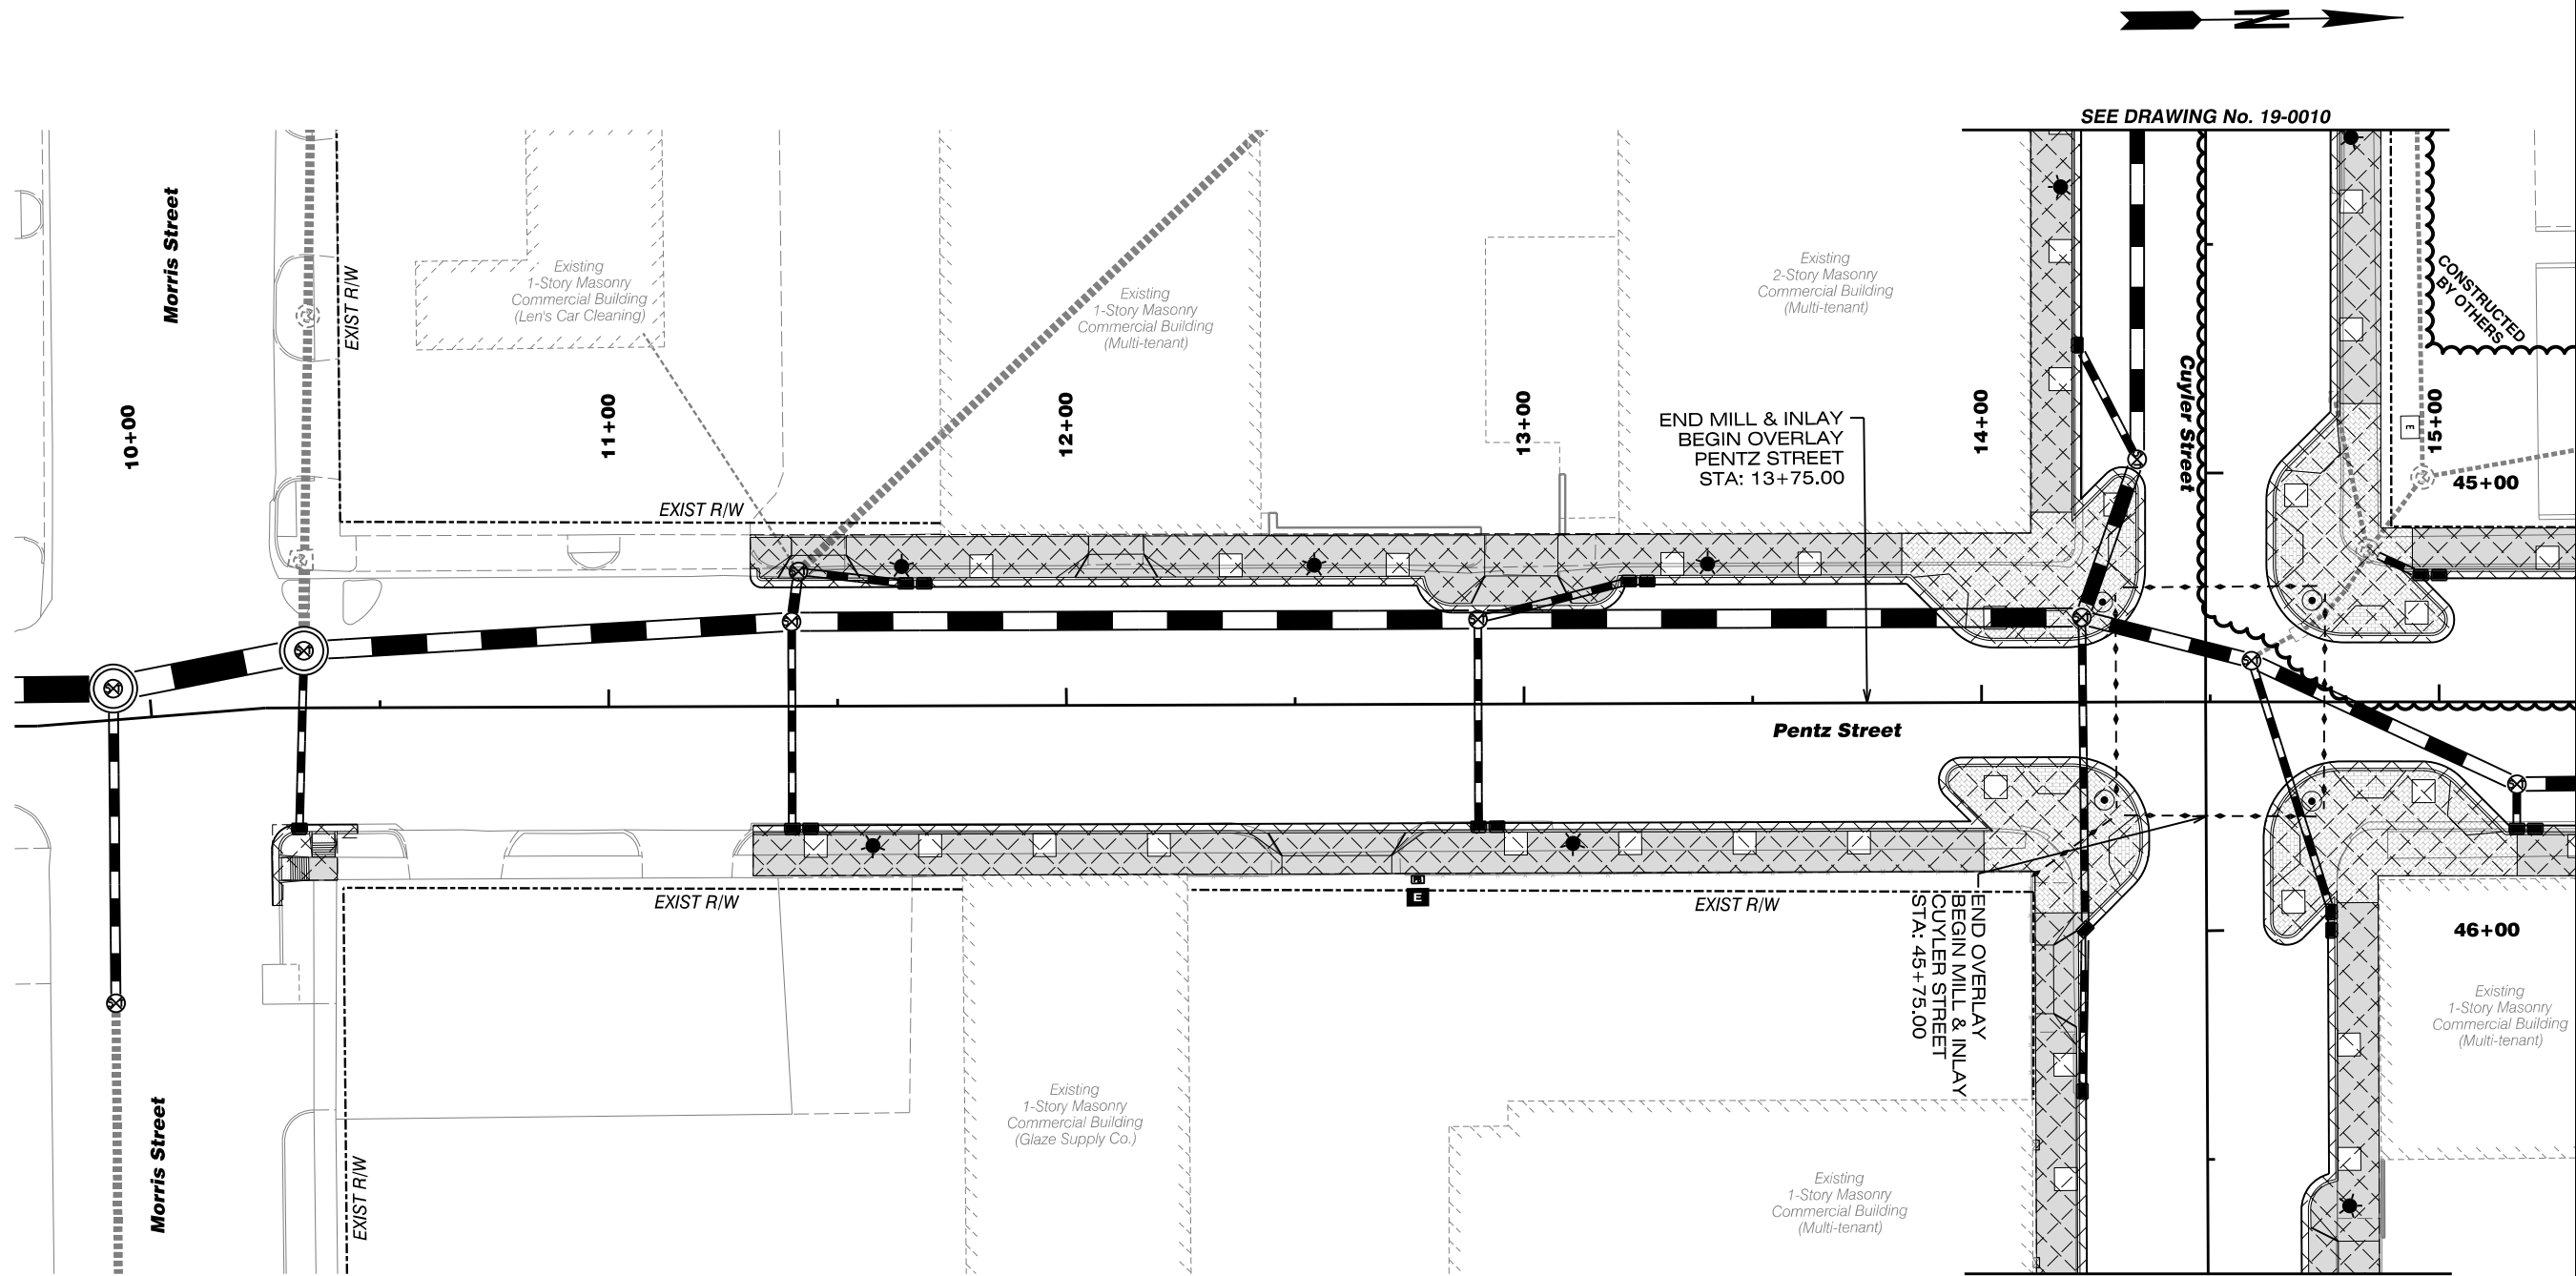 N
SEE DRAWING No. 19-0010
Morris Street
EXIST R/W
Existing
1-Story Masonry
Commercial Building
(Len's Car Cleaning)
Existing
1-Story Masonry
Commercial Building
(Multi-tenant)
Existing
2-Story Masonry
Commercial Building
(Multi-tenant)
CONSTRUCTED
BY OTHERS
Cuyler Street
10+00
11+00
12+00
13+00
14+00
15+00
END MILL & INLAY
BEGIN OVERLAY
PENTZ STREET
STA: 13+75.00
E
45+00
EXIST R/W
Pentz Street
EXIST R/W
E
EXIST R/W
END OVERLAY
BEGIN MILL & INLAY
CUYLER STREET
STA: 45+75.00
46+00
Existing
1-Story Masonry
Commercial Building
(Multi-tenant)
Morris Street
EXIST R/W
Existing
1-Story Masonry
Commercial Building
(Glaze Supply Co.)
Existing
1-Story Masonry
Commercial Building
(Multi-tenant)